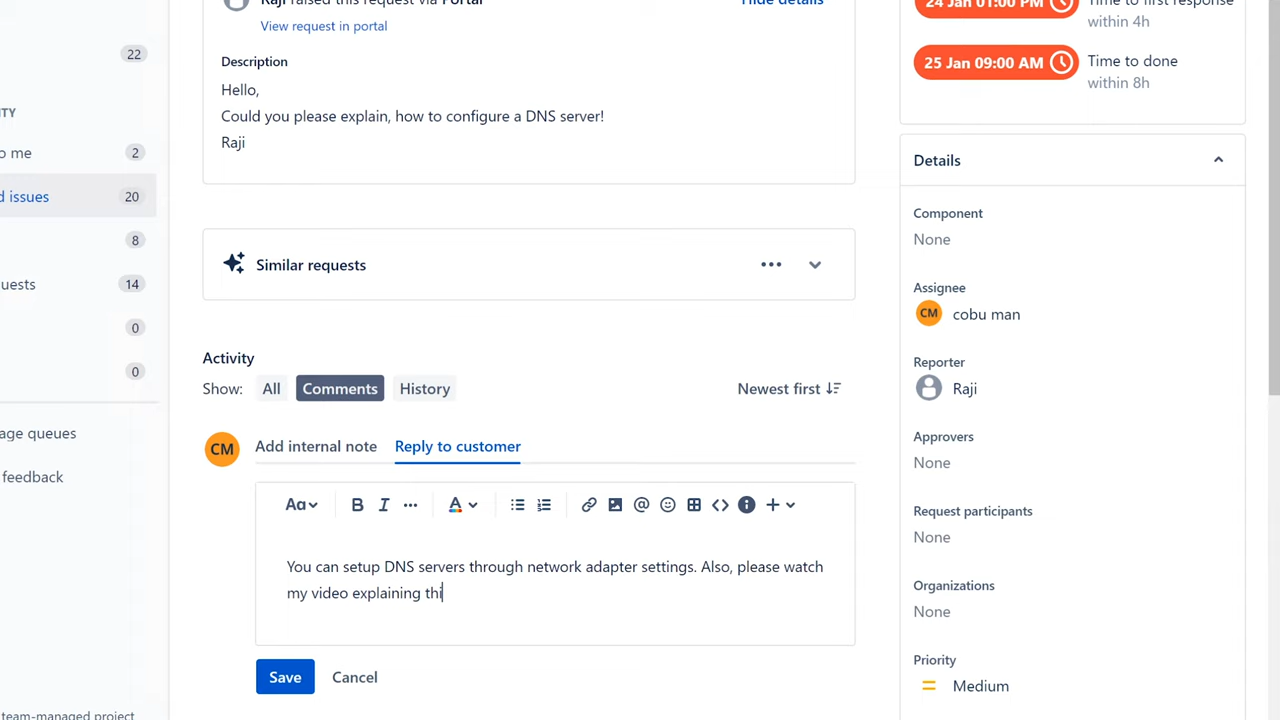 Raji raised this request via Portal
Hide details
View request in portal
Description
Hello,
Could you please explain, how to configure a DNS server!
Raji
24 Jan 01:00 PM
Time to first response
within 4h
25 Jan 09:00 AM
Time to done
within 8h
22
ITY
o me
2
d issues
20
8
uests
14
0
0
age queues
feedback
team-managed project
Similar requests
Activity
Show:
All
Comments
History
Newest first
CM
Add internal note
Reply to customer
Aa
B
I
A
You can setup DNS servers through network adapter settings. Also, please watch
my video explaining thi
Save
Cancel
Details
Component
None
Assignee
CM
cobu man
Reporter
Raji
Approvers
None
Request participants
None
Organizations
None
Priority
Medium